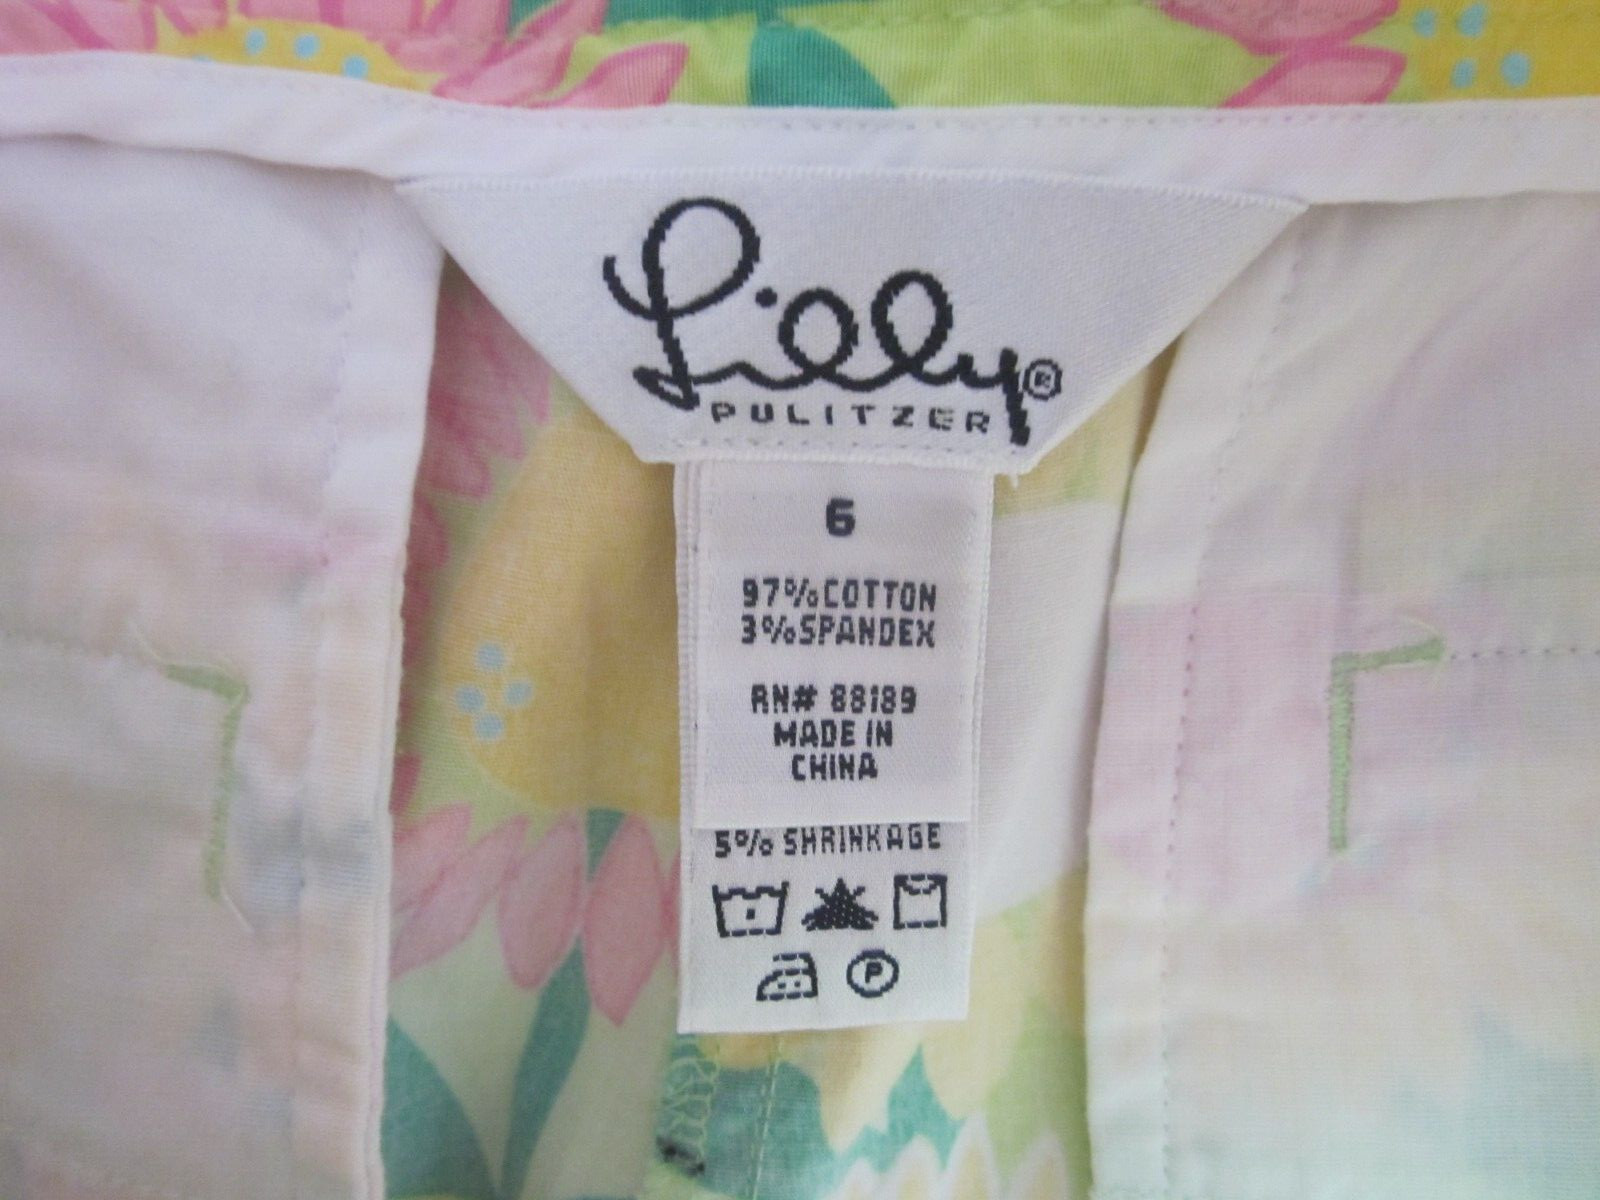 Lilly®
PULITZER
6
97% COTTON
3% SPANDEX
RN# 88189
MADE IN
CHINA
5% SHRINKAGE
P